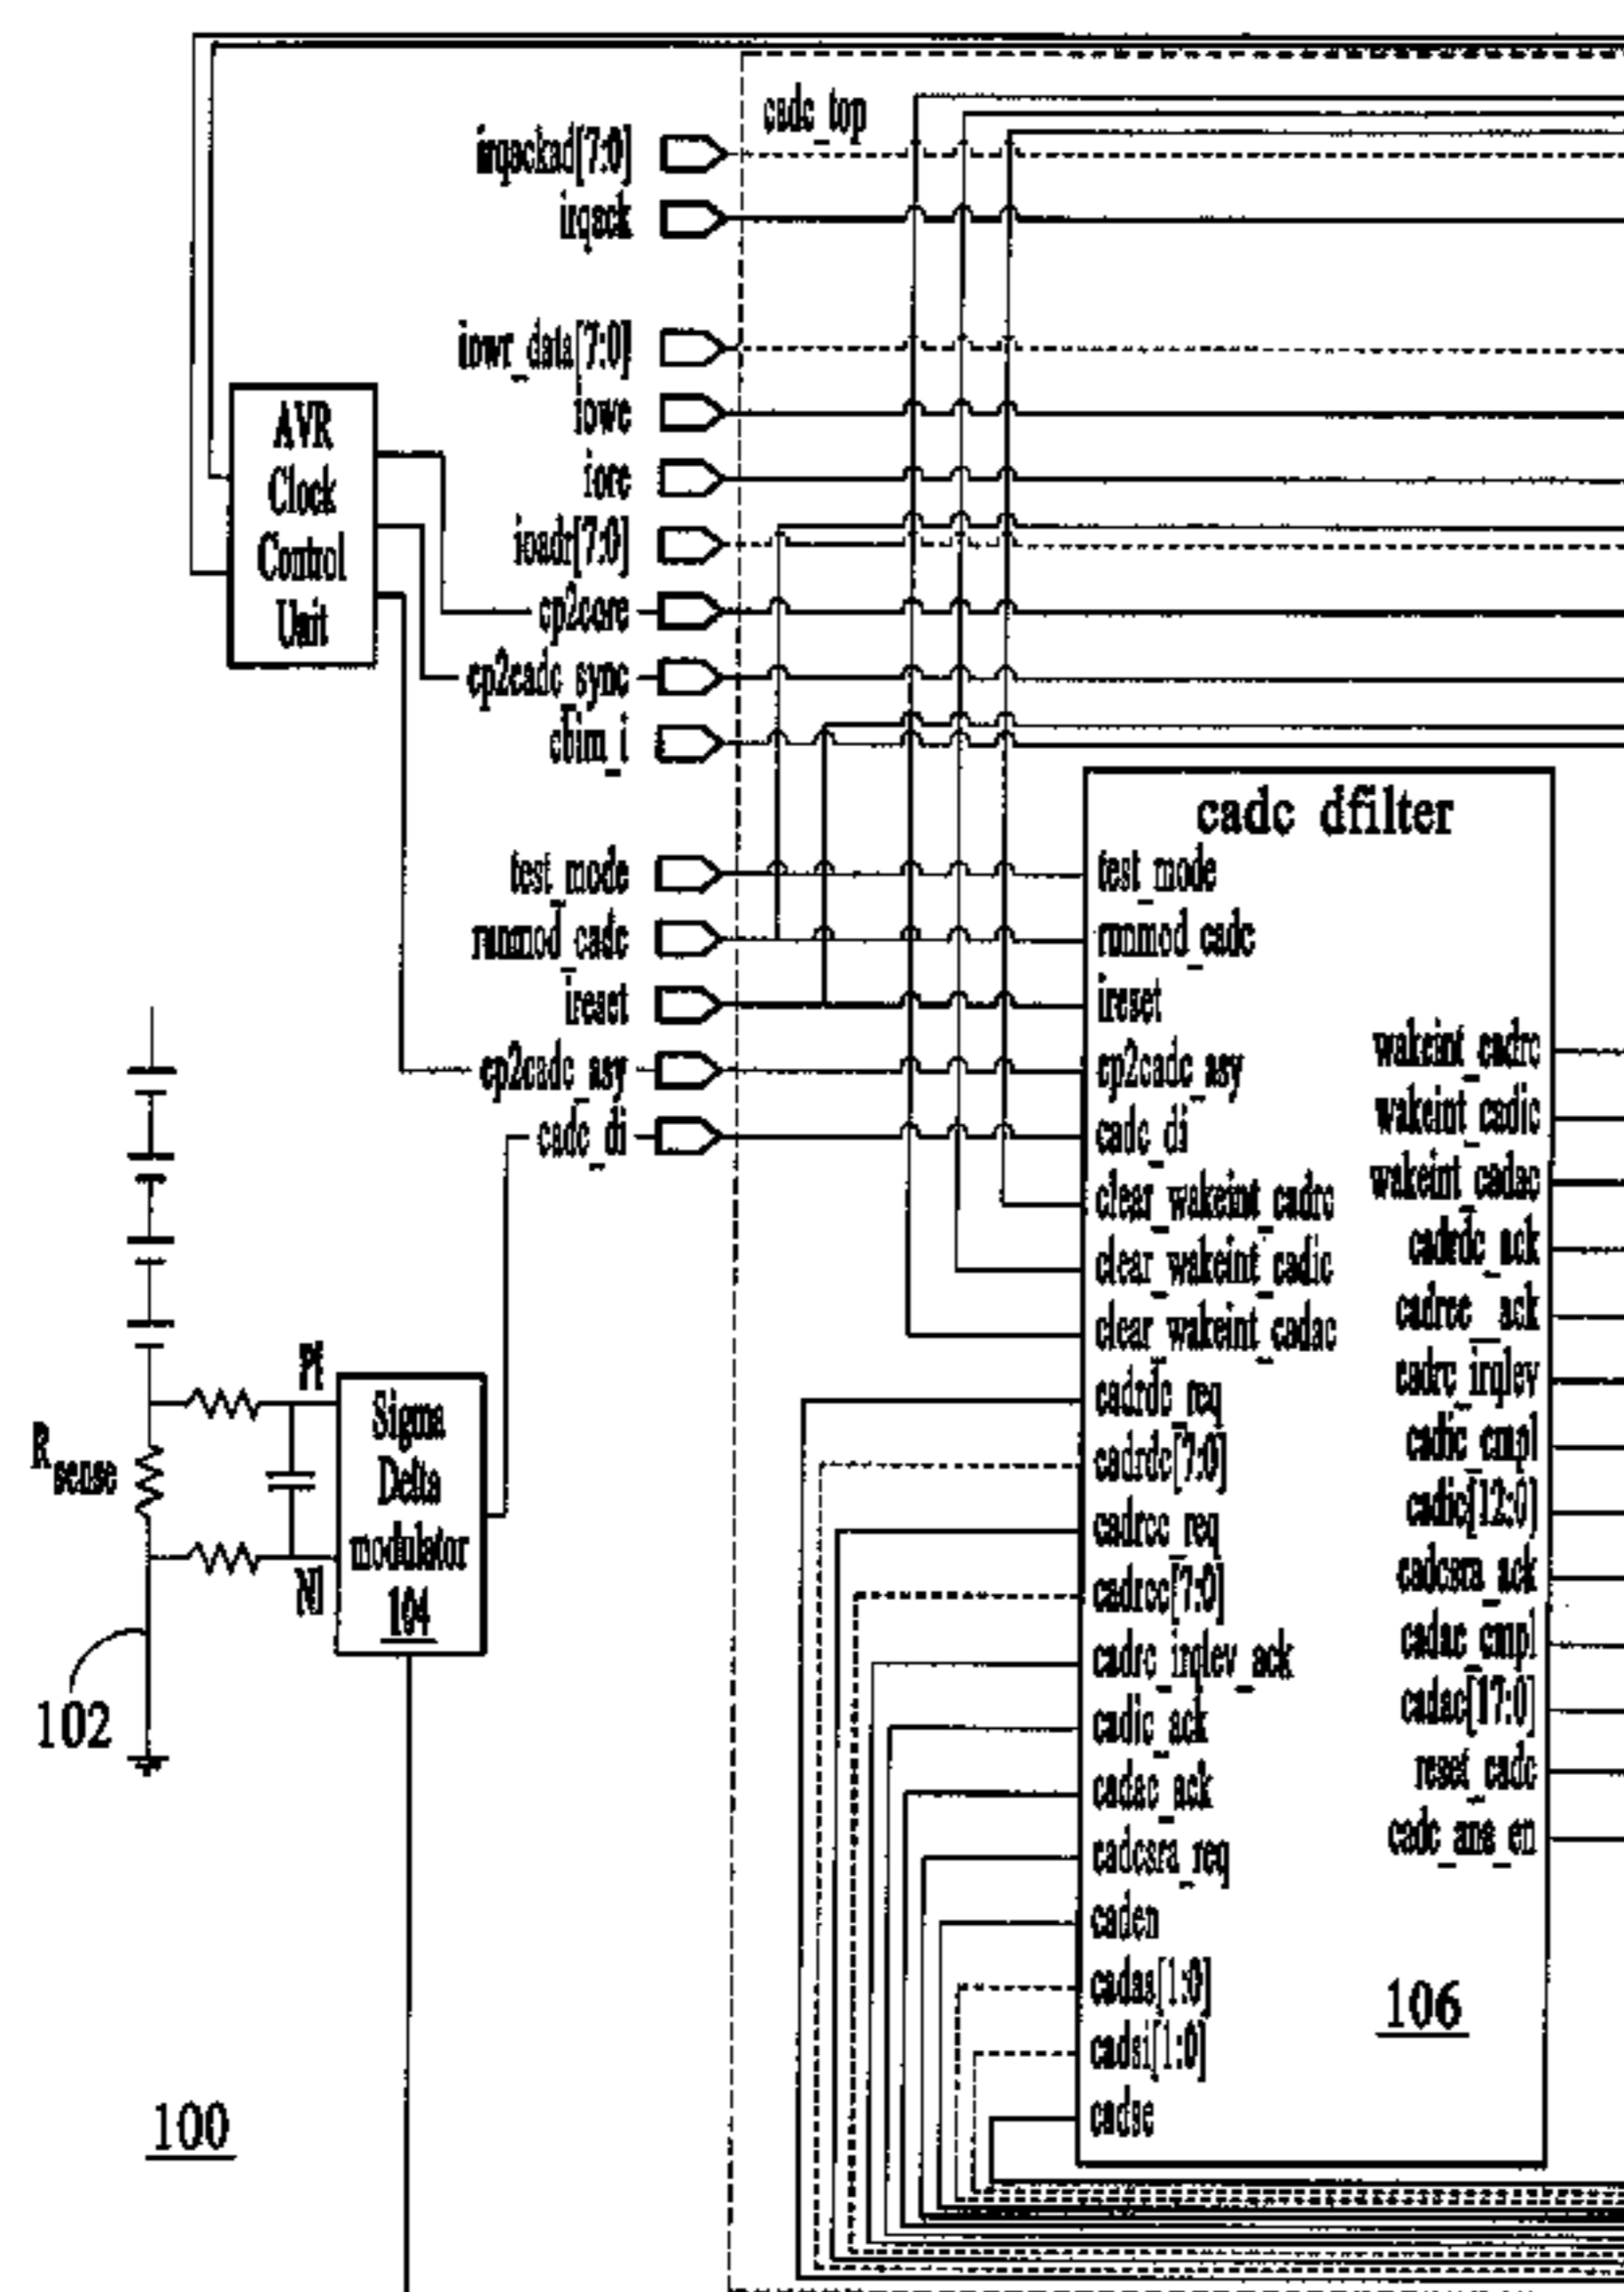 cadc_top
irqackad[7:0]
irqack
iowr_data[7:0]
iowe
iore
ioadr[7:0]
cp2core
cp2cadc_sync
cbim_i
AVR
Clock
Control
Unit
test_mode
runmod_cadc
ireset
cp2cadc_asy
cadc_di
cadc dfilter
test_mode
runmod_cadc
ireset
cp2cadc_asy
cadc_di
clear_wakeint_cadrc
clear_wakeint_cadic
clear_wakeint_cadac
cadrdc_req
cadrdc[7:0]
cadrcc_req
cadrcc[7:0]
cadrc_irqlev_ack
cadic_ack
cadac_ack
cadcsra_req
caden
cadas[1:0]
cadsi[1:0]
cadse
wakeint_cadrc
wakeint_cadic
wakeint_cadac
cadrdc_ack
cadrcc_ack
cadrc_irqlev
cadic_cmpl
cadic[12:0]
cadcsra_ack
cadac_cmpl
cadac[17:0]
reset_cadc
cadc_ana_en
106
PI
Sigma
Delta
modulator
104
NI
Rsense
102
100